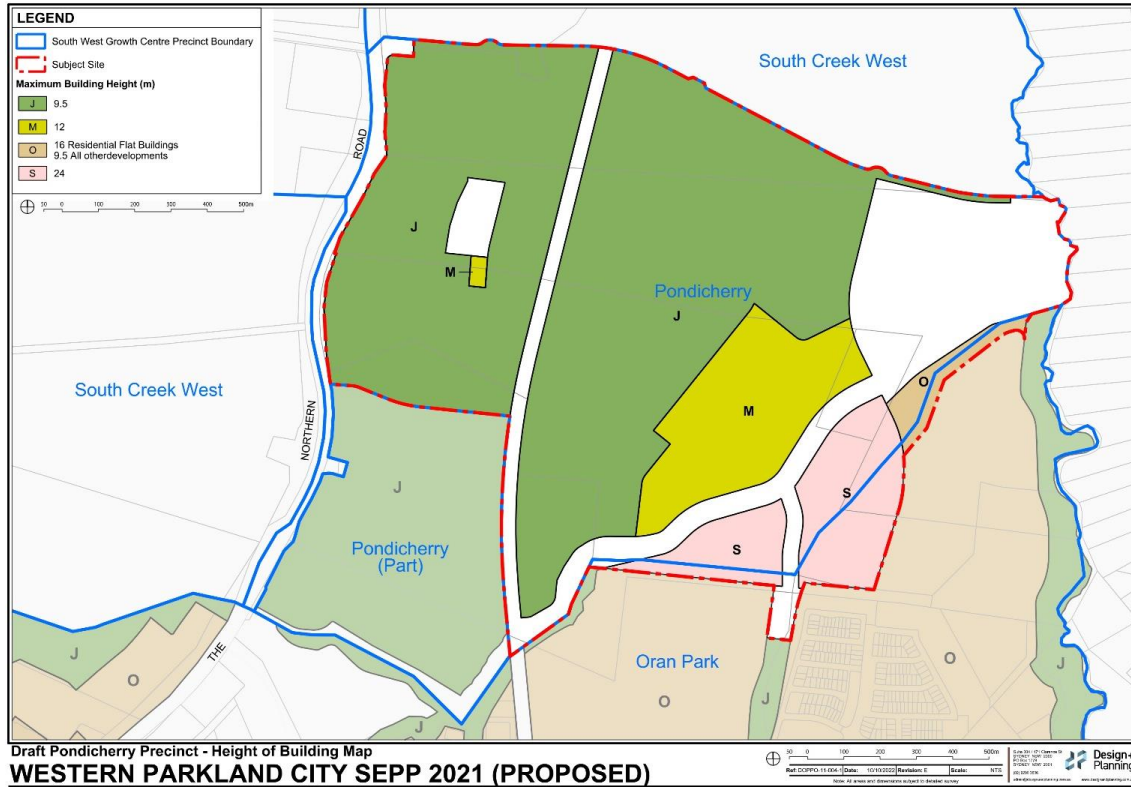 LEGEND
South West Growth Centre Precinct Boundary
Subject Site
Maximum Building Height (m)
J 9.5
M 12
O 16 Residential Flat Buildings
9.5 All otherdevelopments
S 24
50 0 100 200 300 400 500m
South Creek West
ROAD
J
M
Pondicherry
J
South Creek West
O
M
NORTHERN
S
J
S
Pondicherry
(Part)
Oran Park
J
O
THE
O
J
O
J
J
Draft Pondicherry Precinct - Height of Building Map
WESTERN PARKLAND CITY SEPP 2021 (PROPOSED)
50 0 100 200 300 400 500m
Date: 10/10/2022 Revision: E Scale: NTS
Note: All areas and dimensions subject to detailed survey
Design+
Planning